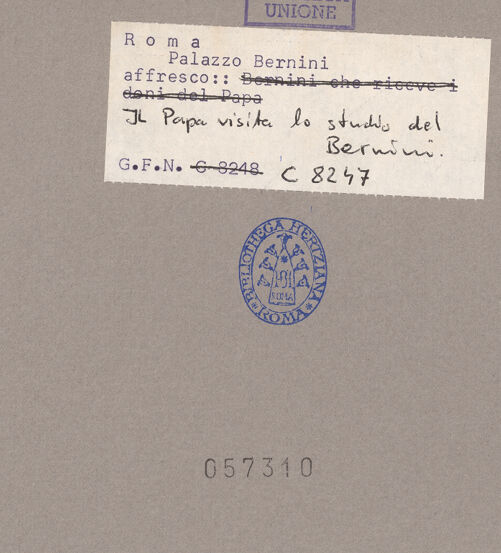 UNIONE
R o m a
Palazzo Bernini
affresco:: Bernini che riceve i
doni del Papa
Il Papa visita lo studio del
Bernini.
G.F.N. C 8248 C 8247
BIBLIOTHECA HERTZIANA
ROMA
ROMA
057310